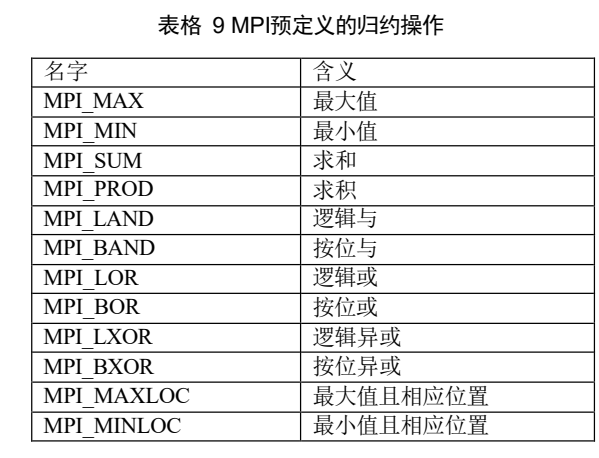 表格 9 MPI预定义的归约操作
名字 含义
MPI_MAX 最大值
MPI_MIN 最小值
MPI_SUM 求和
MPI_PROD 求积
MPI_LAND 逻辑与
MPI_BAND 按位与
MPI_LOR 逻辑或
MPI_BOR 按位或
MPI_LXOR 逻辑异或
MPI_BXOR 按位异或
MPI_MAXLOC 最大值且相应位置
MPI_MINLOC 最小值且相应位置